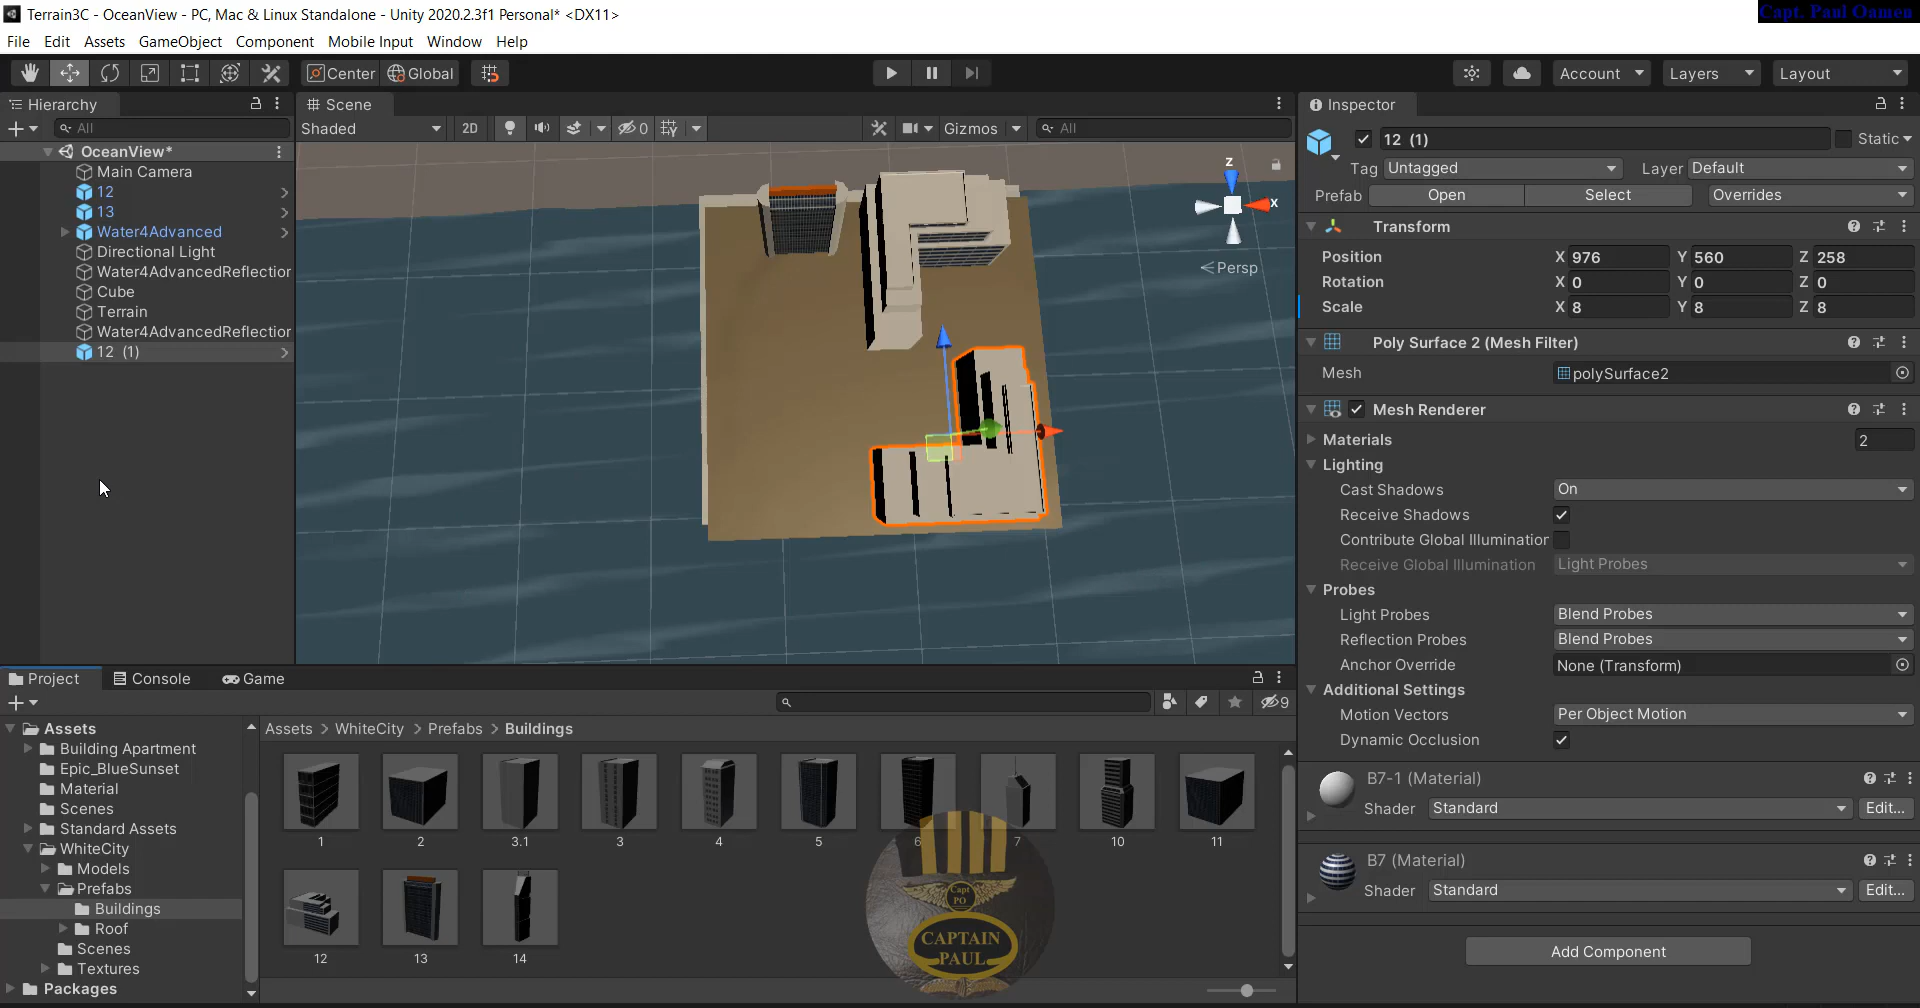 Terrain3C - OceanView - PC, Mac & Linux Standalone - Unity 2020.2.3f1 Personal* <DX11>
Capt. Paul Oamen
File Edit Assets GameObject Component Mobile Input Window Help
Center Global Account Layers Layout
Hierarchy
All
OceanView*
Main Camera
12
13
Water4Advanced
Directional Light
Water4AdvancedReflection
Cube
Terrain
Water4AdvancedReflection
12 (1)
Scene
Shaded 2D 0 Gizmos All
z
x
Persp
Inspector
12 (1) Static
Tag Untagged Layer Default
Prefab Open Select Overrides
Transform
Position X 976 Y 560 Z 258
Rotation X 0 Y 0 Z 0
Scale X 8 Y 8 Z 8
Poly Surface 2 (Mesh Filter)
Mesh polySurface2
Mesh Renderer
Materials 2
Lighting
Cast Shadows On
Receive Shadows
Contribute Global Illumination
Receive Global Illumination Light Probes
Probes
Light Probes Blend Probes
Reflection Probes Blend Probes
Anchor Override None (Transform)
Additional Settings
Motion Vectors Per Object Motion
Dynamic Occlusion
B7-1 (Material)
Shader Standard Edit...
B7 (Material)
Shader Standard Edit...
Add Component
Project Console Game
9
Assets
Building Apartment
Epic_BlueSunset
Material
Scenes
Standard Assets
WhiteCity
Models
Prefabs
Buildings
Roof
Scenes
Textures
Packages
Assets > WhiteCity > Prefabs > Buildings
1 2 3.1 3 4 5 6 7 10 11
12 13 14
Capt
PO
CAPTAIN
PAUL